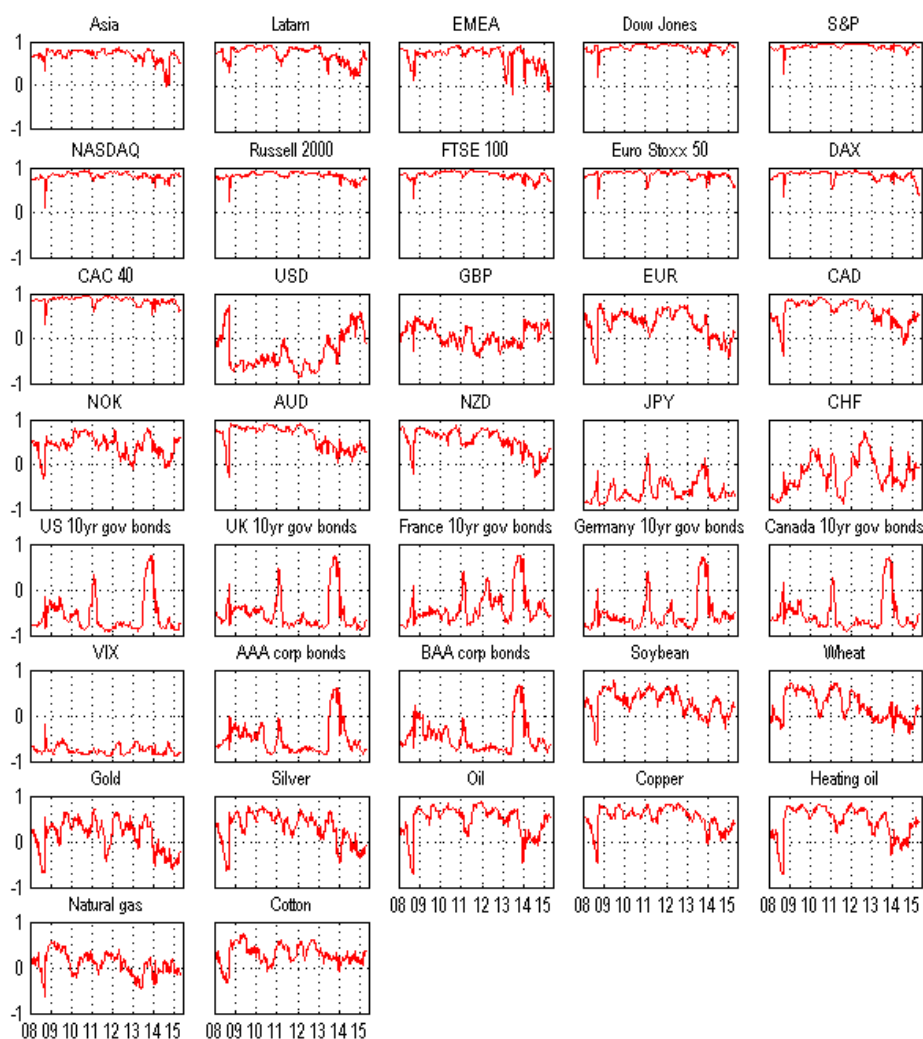 Asia Latam EMEA Dow Jones S&P
1
0
-1
NASDAQ Russell 2000 FTSE 100 Euro Stoxx 50 DAX
1
0
-1
CAC 40 USD GBP EUR CAD
1
0
-1
NOK AUD NZD JPY CHF
1
0
-1
US 10yr gov bonds UK 10yr gov bonds France 10yr gov bonds Germany 10yr gov bonds Canada 10yr gov bonds
1
0
-1
VIX AAA corp bonds BAA corp bonds Soybean Wheat
1
0
-1
Gold Silver Oil Copper Heating oil
1
0
-1
08 09 10 11 12 13 14 15 08 09 10 11 12 13 14 15 08 09 10 11 12 13 14 15
Natural gas Cotton
1
0
-1
08 09 10 11 12 13 14 15 08 09 10 11 12 13 14 15